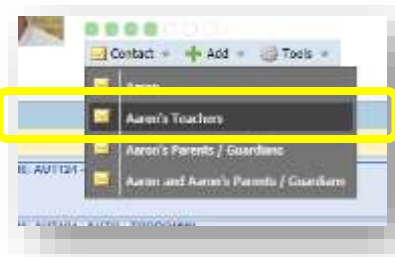 Contact Add Tools
Aaron
Aaron's Teachers
Aaron's Parents / Guardians
Aaron and Aaron's Parents / Guardians